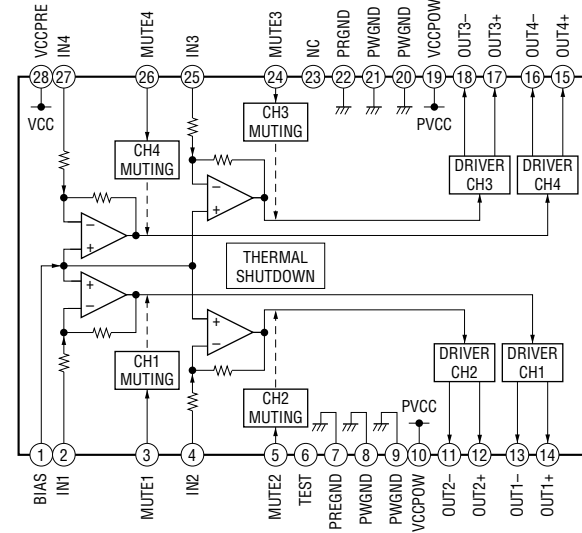 VCCPRE
IN4
MUTE4
IN3
MUTE3
NC
PRGND
PWGND
PWGND
VCCPOW
OUT3−
OUT3+
OUT4−
OUT4+
28
27
26
25
24
23
22
21
20
19
18
17
16
15
VCC
PVCC
CH4
MUTING
CH3
MUTING
DRIVER
CH3
DRIVER
CH4
−
+
−
+
THERMAL
SHUTDOWN
+
−
+
−
CH1
MUTING
CH2
MUTING
DRIVER
CH2
DRIVER
CH1
PVCC
1
2
3
4
5
6
7
8
9
10
11
12
13
14
BIAS
IN1
MUTE1
IN2
MUTE2
TEST
PREGND
PWGND
PWGND
VCCPOW
OUT2−
OUT2+
OUT1−
OUT1+